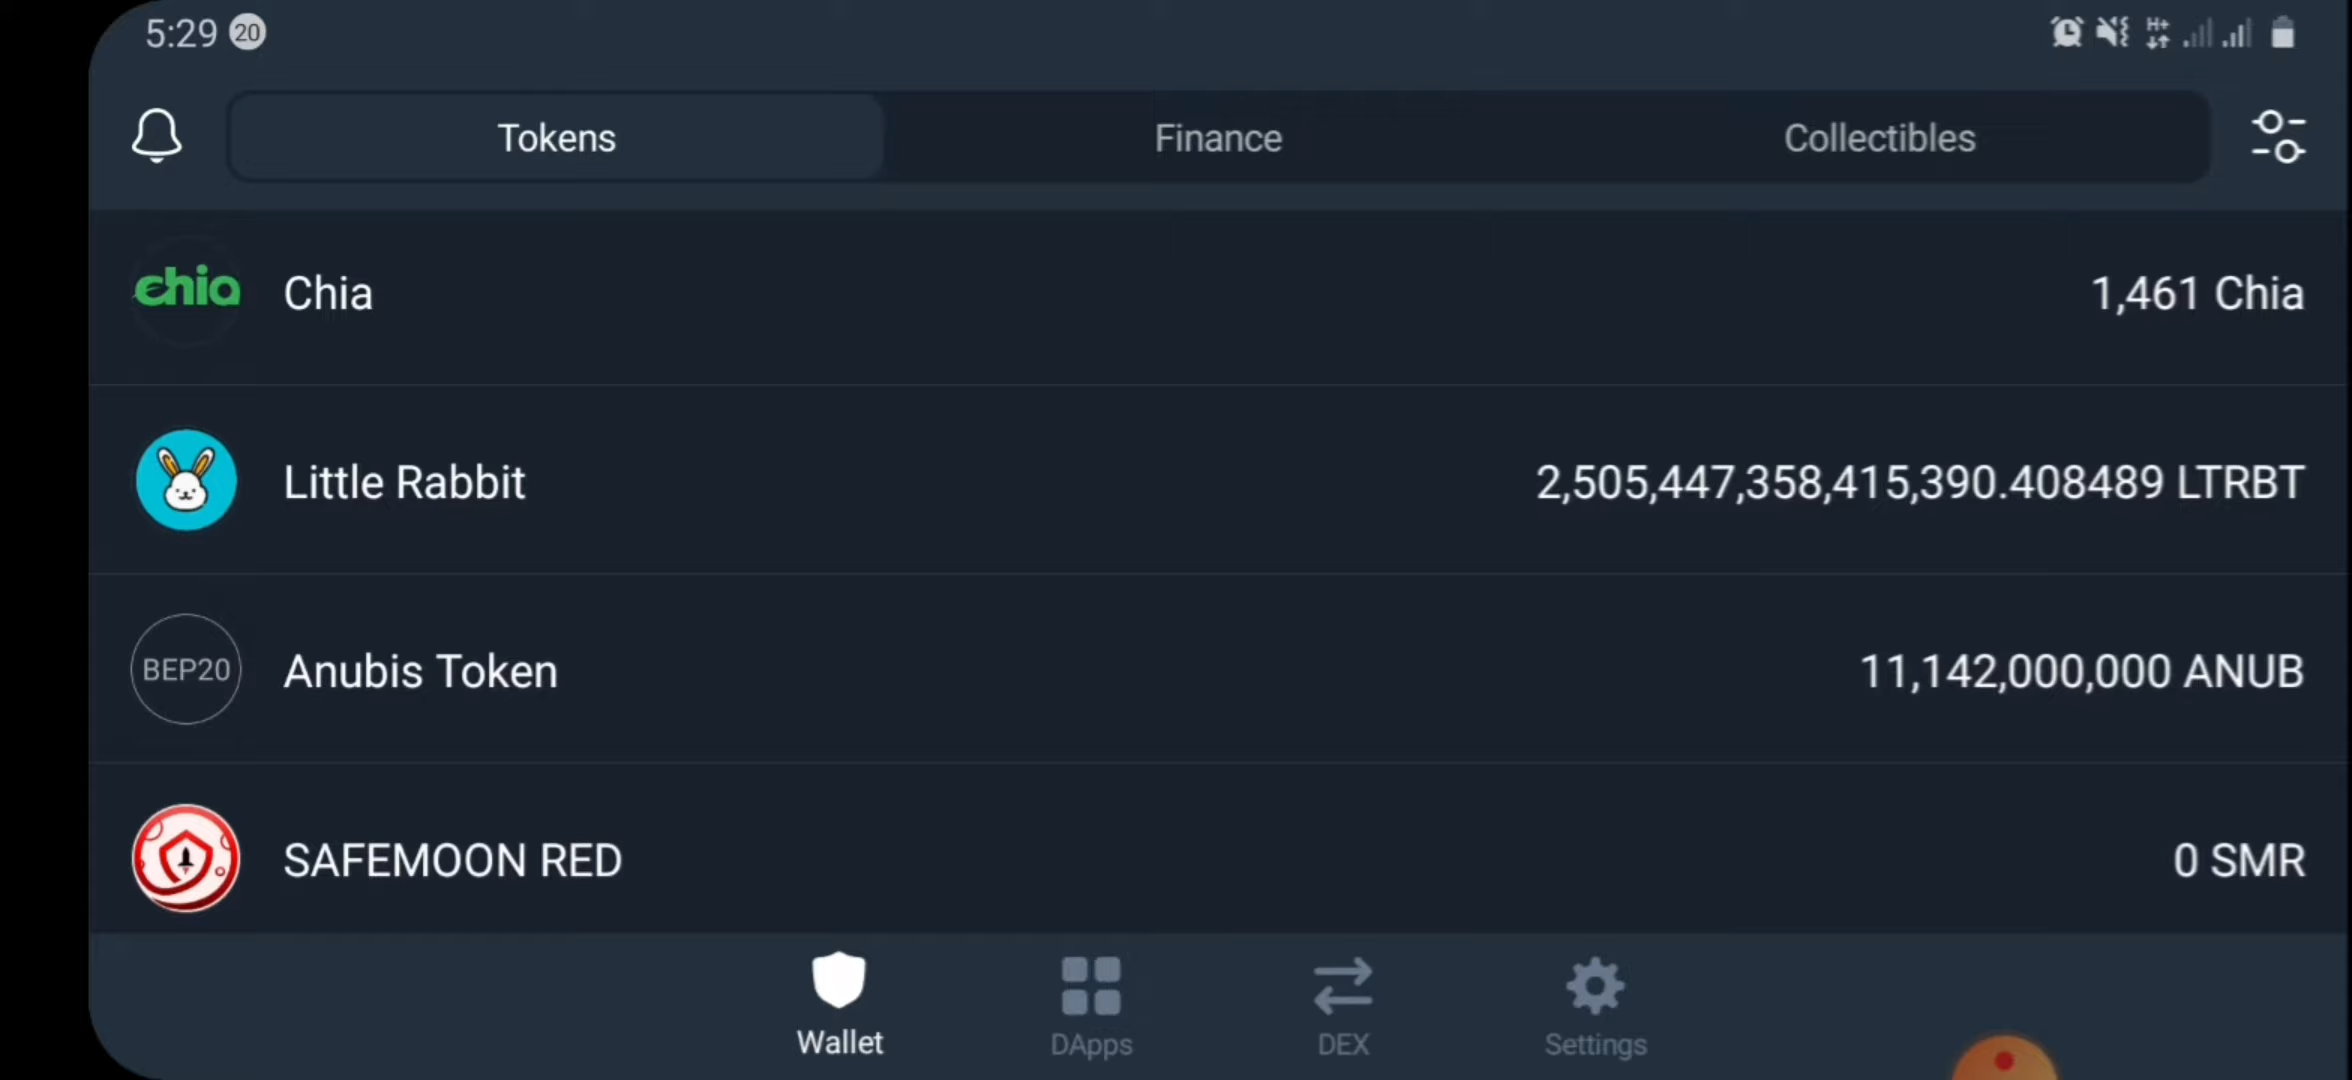 5:29 20
H+
Tokens Finance Collectibles
chia Chia 1,461 Chia
Little Rabbit 2,505,447,358,415,390.408489 LTRBT
BEP20 Anubis Token 11,142,000,000 ANUB
SAFEMOON RED 0 SMR
Wallet DApps DEX Settings